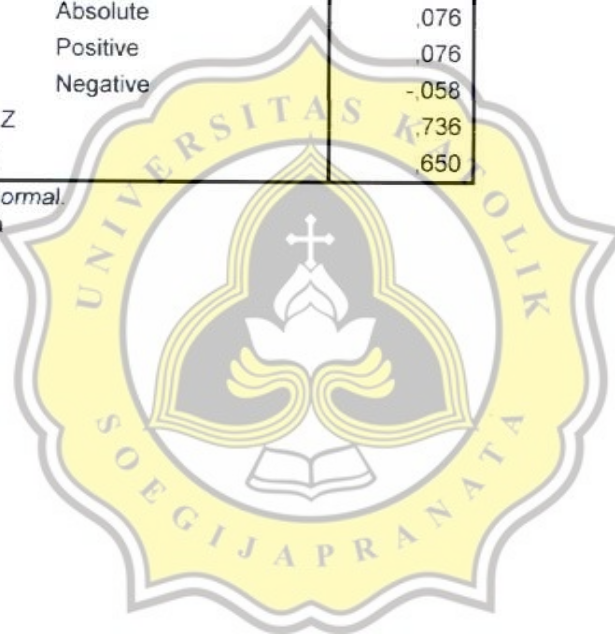 Absolute ,076
Positive ,076
Negative -,058
Z ,736
,650
ormal.
UNIVERSITAS KATOLIK
SOEGIJAPRANATA